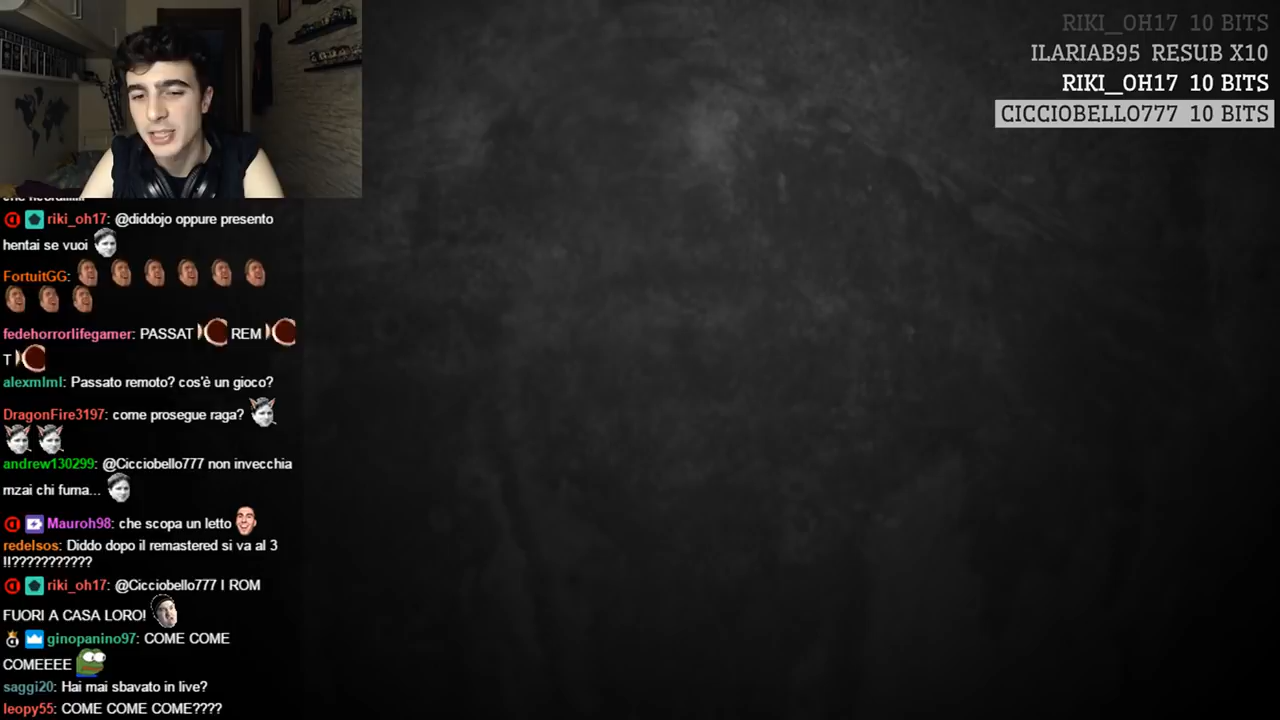 RIKI_OH17 10 BITS
ILARIAB95 RESUB X10
RIKI_OH17 10 BITS
CICCIOBELLO777 10 BITS
riki_oh17: @diddojo oppure presento
hentai se vuoi
FortuitGG:
fedehorrorlifegamer: PASSAT REM
T
alexmlml: Passato remoto? cos'è un gioco?
DragonFire3197: come prosegue raga?
andrew130299: @Cicciobello777 non invecchia
mzai chi fuma...
Mauroh98: che scopa un letto
redelsos: Diddo dopo il remastered si va al 3
!!???????????
riki_oh17: @Cicciobello777 I ROM
FUORI A CASA LORO!
ginopanino97: COME COME
COMEEEE
saggi20: Hai mai sbavato in live?
leopy55: COME COME COME????